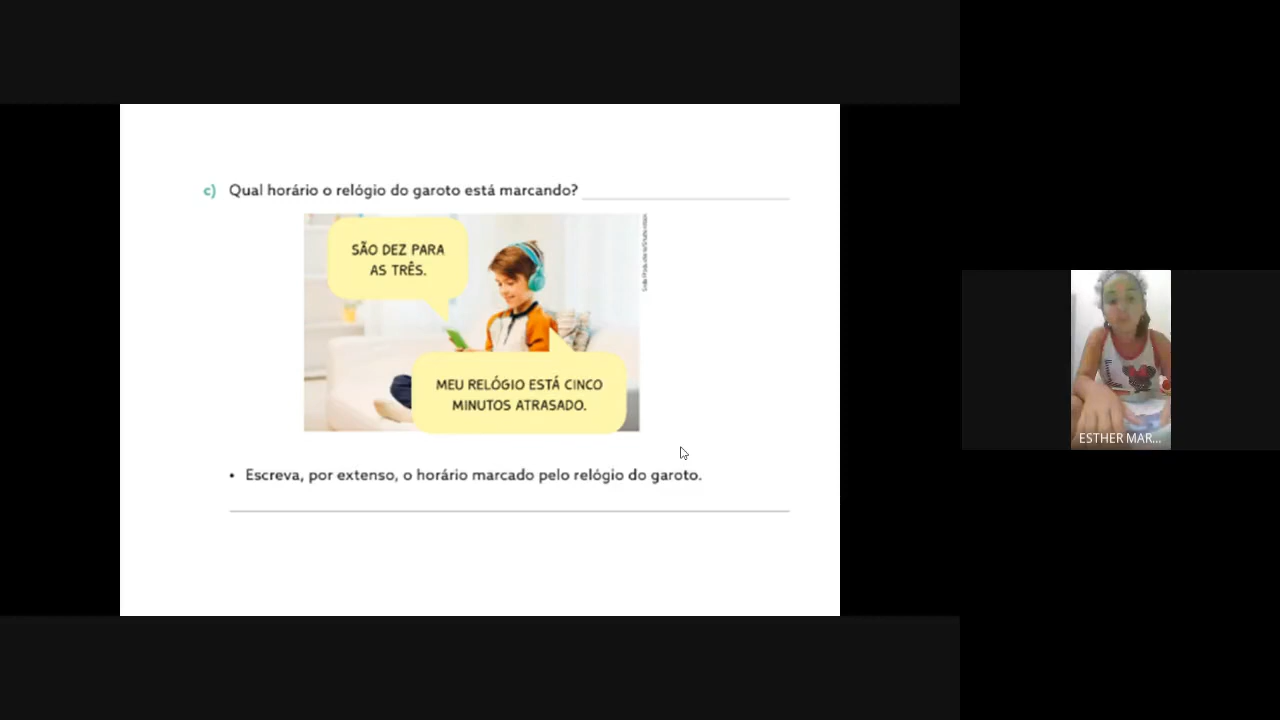 c) Qual horário o relógio do garoto está marcando?
SÃO DEZ PARA
AS TRÊS.
MEU RELÓGIO ESTÁ CINCO
MINUTOS ATRASADO.
• Escreva, por extenso, o horário marcado pelo relógio do garoto.
ESTHER MAR...